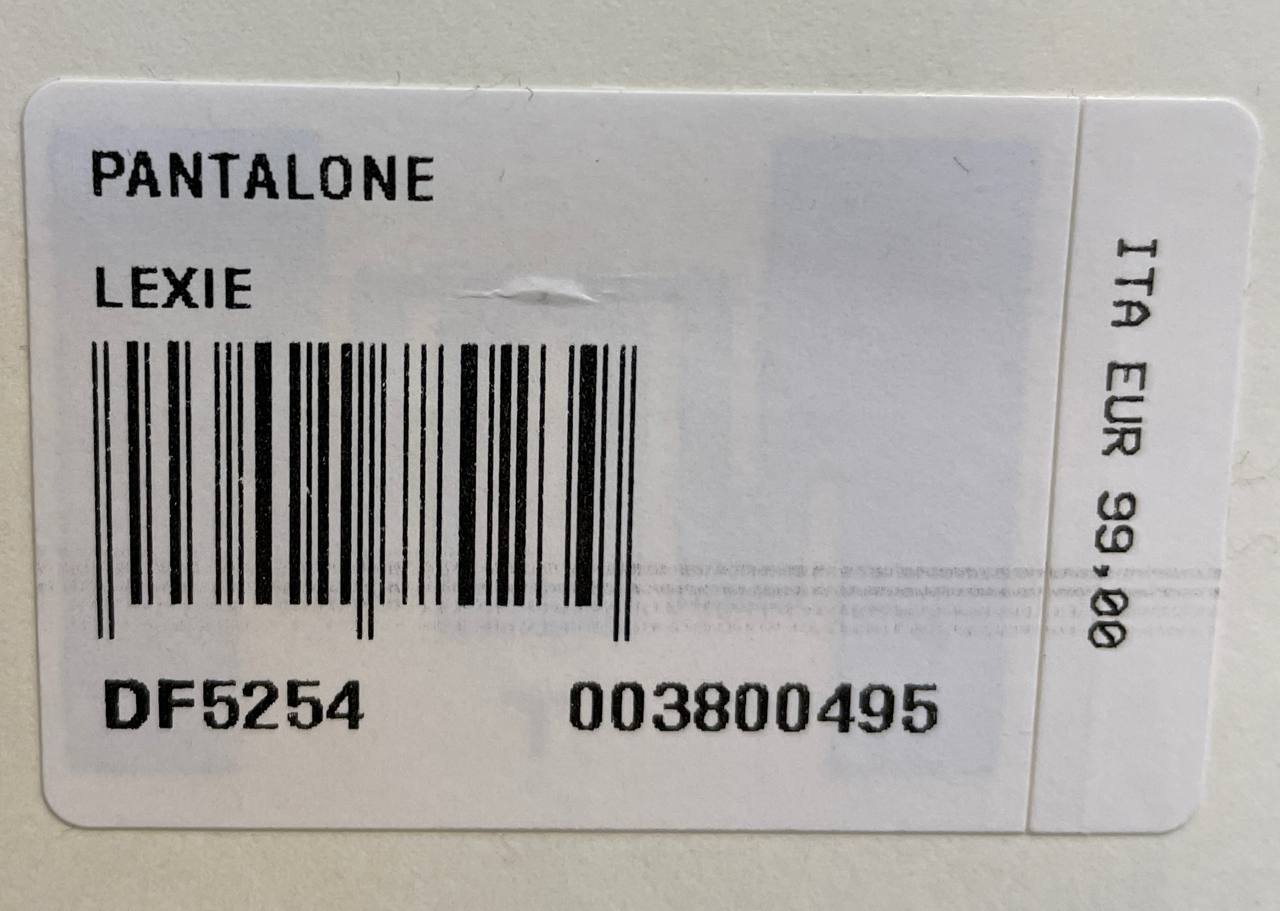 PANTALONE
LEXIE
DF5254 003800495
ITA EUR 99,00